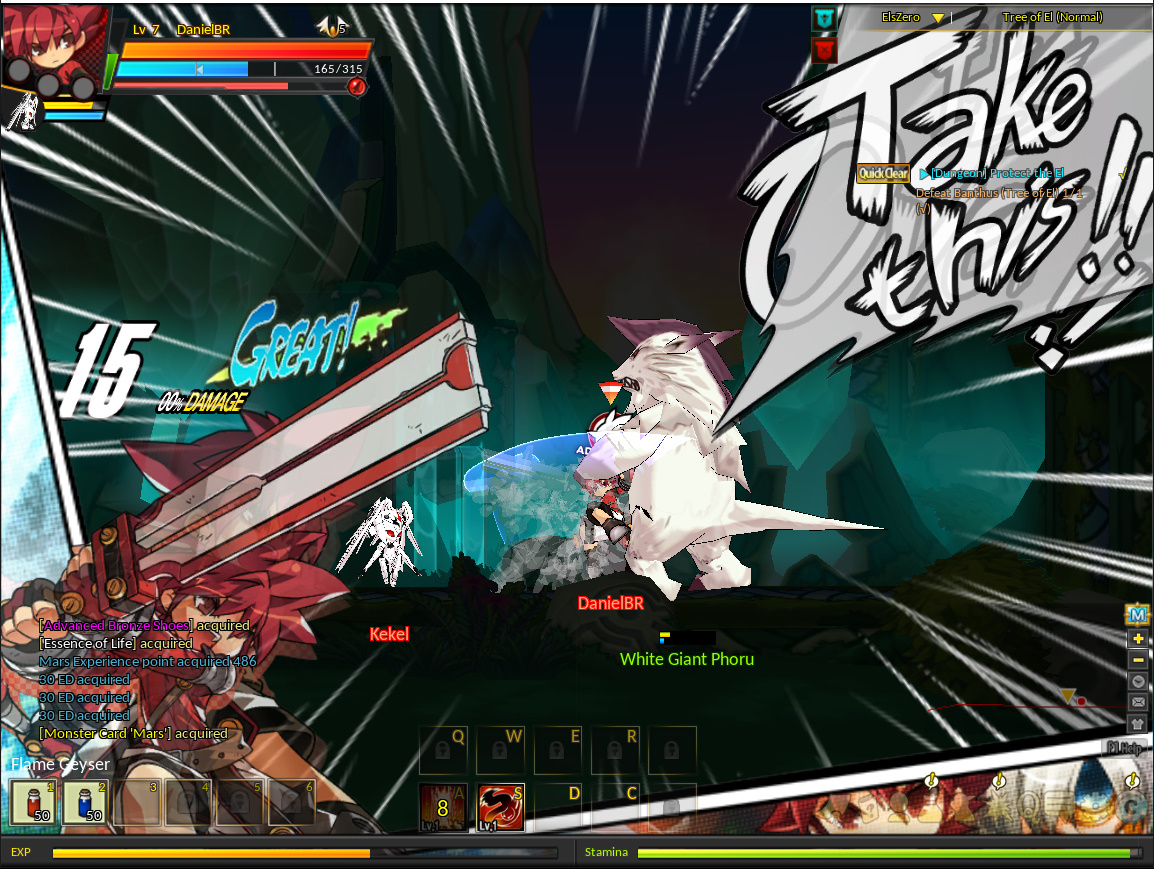 Lv 7 DanielBR
5
165/315
ElsZero
Tree of El (Normal)
Take
this!!
Quick Clear
[Dungeon] Protect the El
Defeat Banthus (Tree of El) 1/1
(√)
15
GREAT!
00% DAMAGE
AD
DanielBR
Kekel
White Giant Phoru
[Advanced Bronze Shoes] acquired
[Essence of Life] acquired
Mars Experience point acquired 486
30 ED acquired
30 ED acquired
30 ED acquired
[Monster Card 'Mars'] acquired
Flame Geyser
1 2 3 4 5 6
50 50
Q W E R
A S D C
8
Lv.1 Lv.1
M
F1 Help
EXP
Stamina